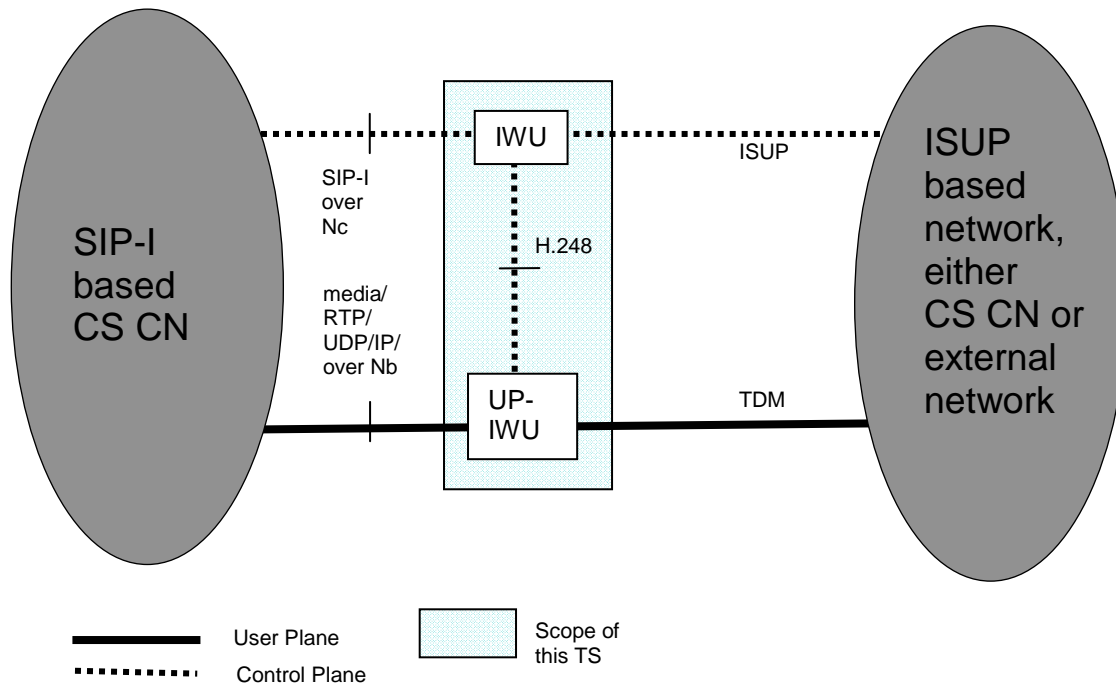 SIP-I
based
CS CN
SIP-I
over
Nc
media/
RTP/
UDP/IP/
over Nb
IWU
H.248
UP-
IWU
ISUP
TDM
ISUP
based
network,
either
CS CN or
external
network
User Plane
Control Plane
Scope of
this TS